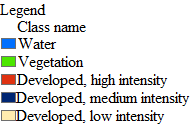 Legend
Class name
Water
Vegetation
Developed, high intensity
Developed, medium intensity
Developed, low intensity